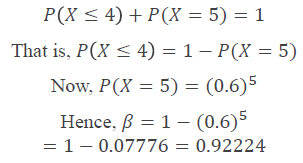 P(X ≤ 4) + P(X = 5) = 1
That is, P(X ≤ 4) = 1 − P(X = 5)
Now, P(X = 5) = (0.6)⁵
Hence, β = 1 − (0.6)⁵
= 1 − 0.07776 = 0.92224